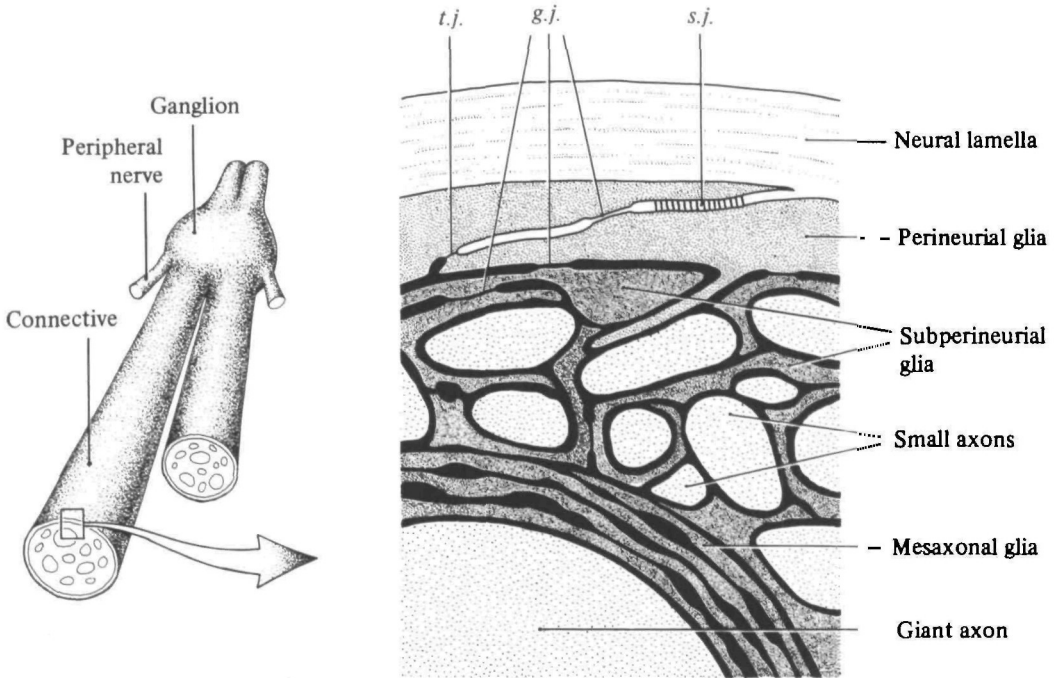 t.j.
g.j.
s.j.
Ganglion
Peripheral
nerve
Connective
Neural lamella
Perineurial glia
Subperineurial
glia
Small axons
Mesaxonal glia
Giant axon